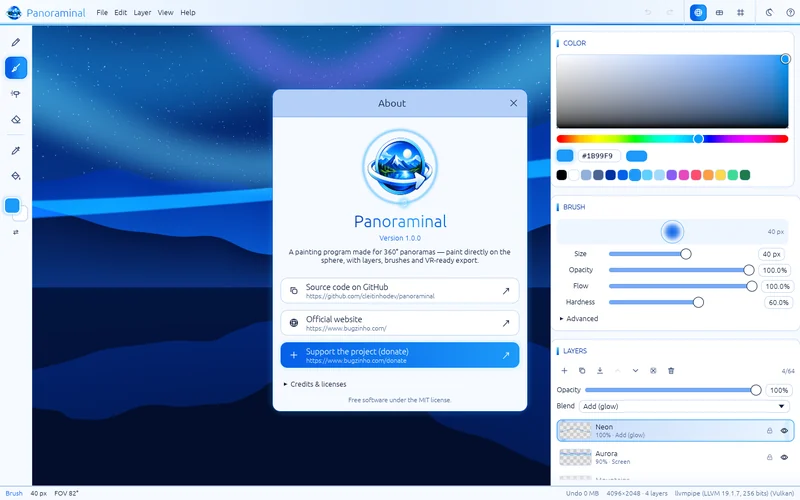 Panoraminal
File Edit Layer View Help
COLOR
#1B99F9
BRUSH
40 px
Size 40 px
Opacity 100.0%
Flow 100.0%
Hardness 60.0%
Advanced
LAYERS
4/64
Opacity 100%
Blend Add (glow)
Neon
100% · Add (glow)
Aurora
90% · Screen
About
Panoraminal
Version 1.0.0
A painting program made for 360° panoramas — paint directly on the
sphere, with layers, brushes and VR-ready export.
Source code on GitHub
https://github.com/cleitinhodev/panoraminal
Official website
https://www.bugzinho.com/
Support the project (donate)
https://www.bugzinho.com/donate
Credits & licenses
Free software under the MIT license.
Brush 40 px FOV 82° Undo 0 MB 4096×2048 · 4 layers llvmpipe (LLVM 19.1.7, 256 bits) (Vulkan)